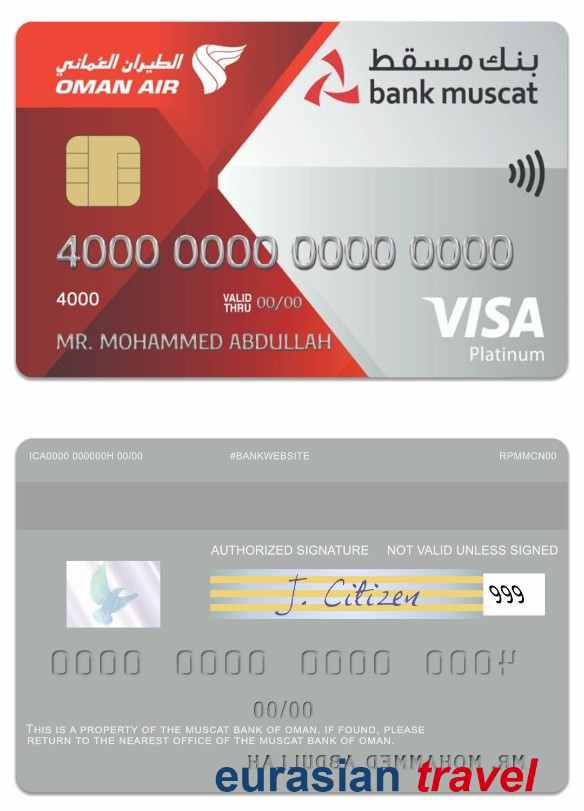 الطيران العماني
OMAN AIR
بنك مسقط
bank muscat
4000 0000 0000 0000
4000
VALID
THRU 00/00
MR. MOHAMMED ABDULLAH
VISA
Platinum
ICA0000 000000H 00/00 #BANKWEBSITE RPMMCN00
AUTHORIZED SIGNATURE NOT VALID UNLESS SIGNED
J. Citizen
999
0000 0000 0000 0004
00/00
THIS IS A PROPERTY OF THE MUSCAT BANK OF OMAN. IF FOUND, PLEASE
RETURN TO THE NEAREST OFFICE OF THE MUSCAT BANK OF OMAN.
MR. MOHAMMED ABDULLAH
eurasian travel